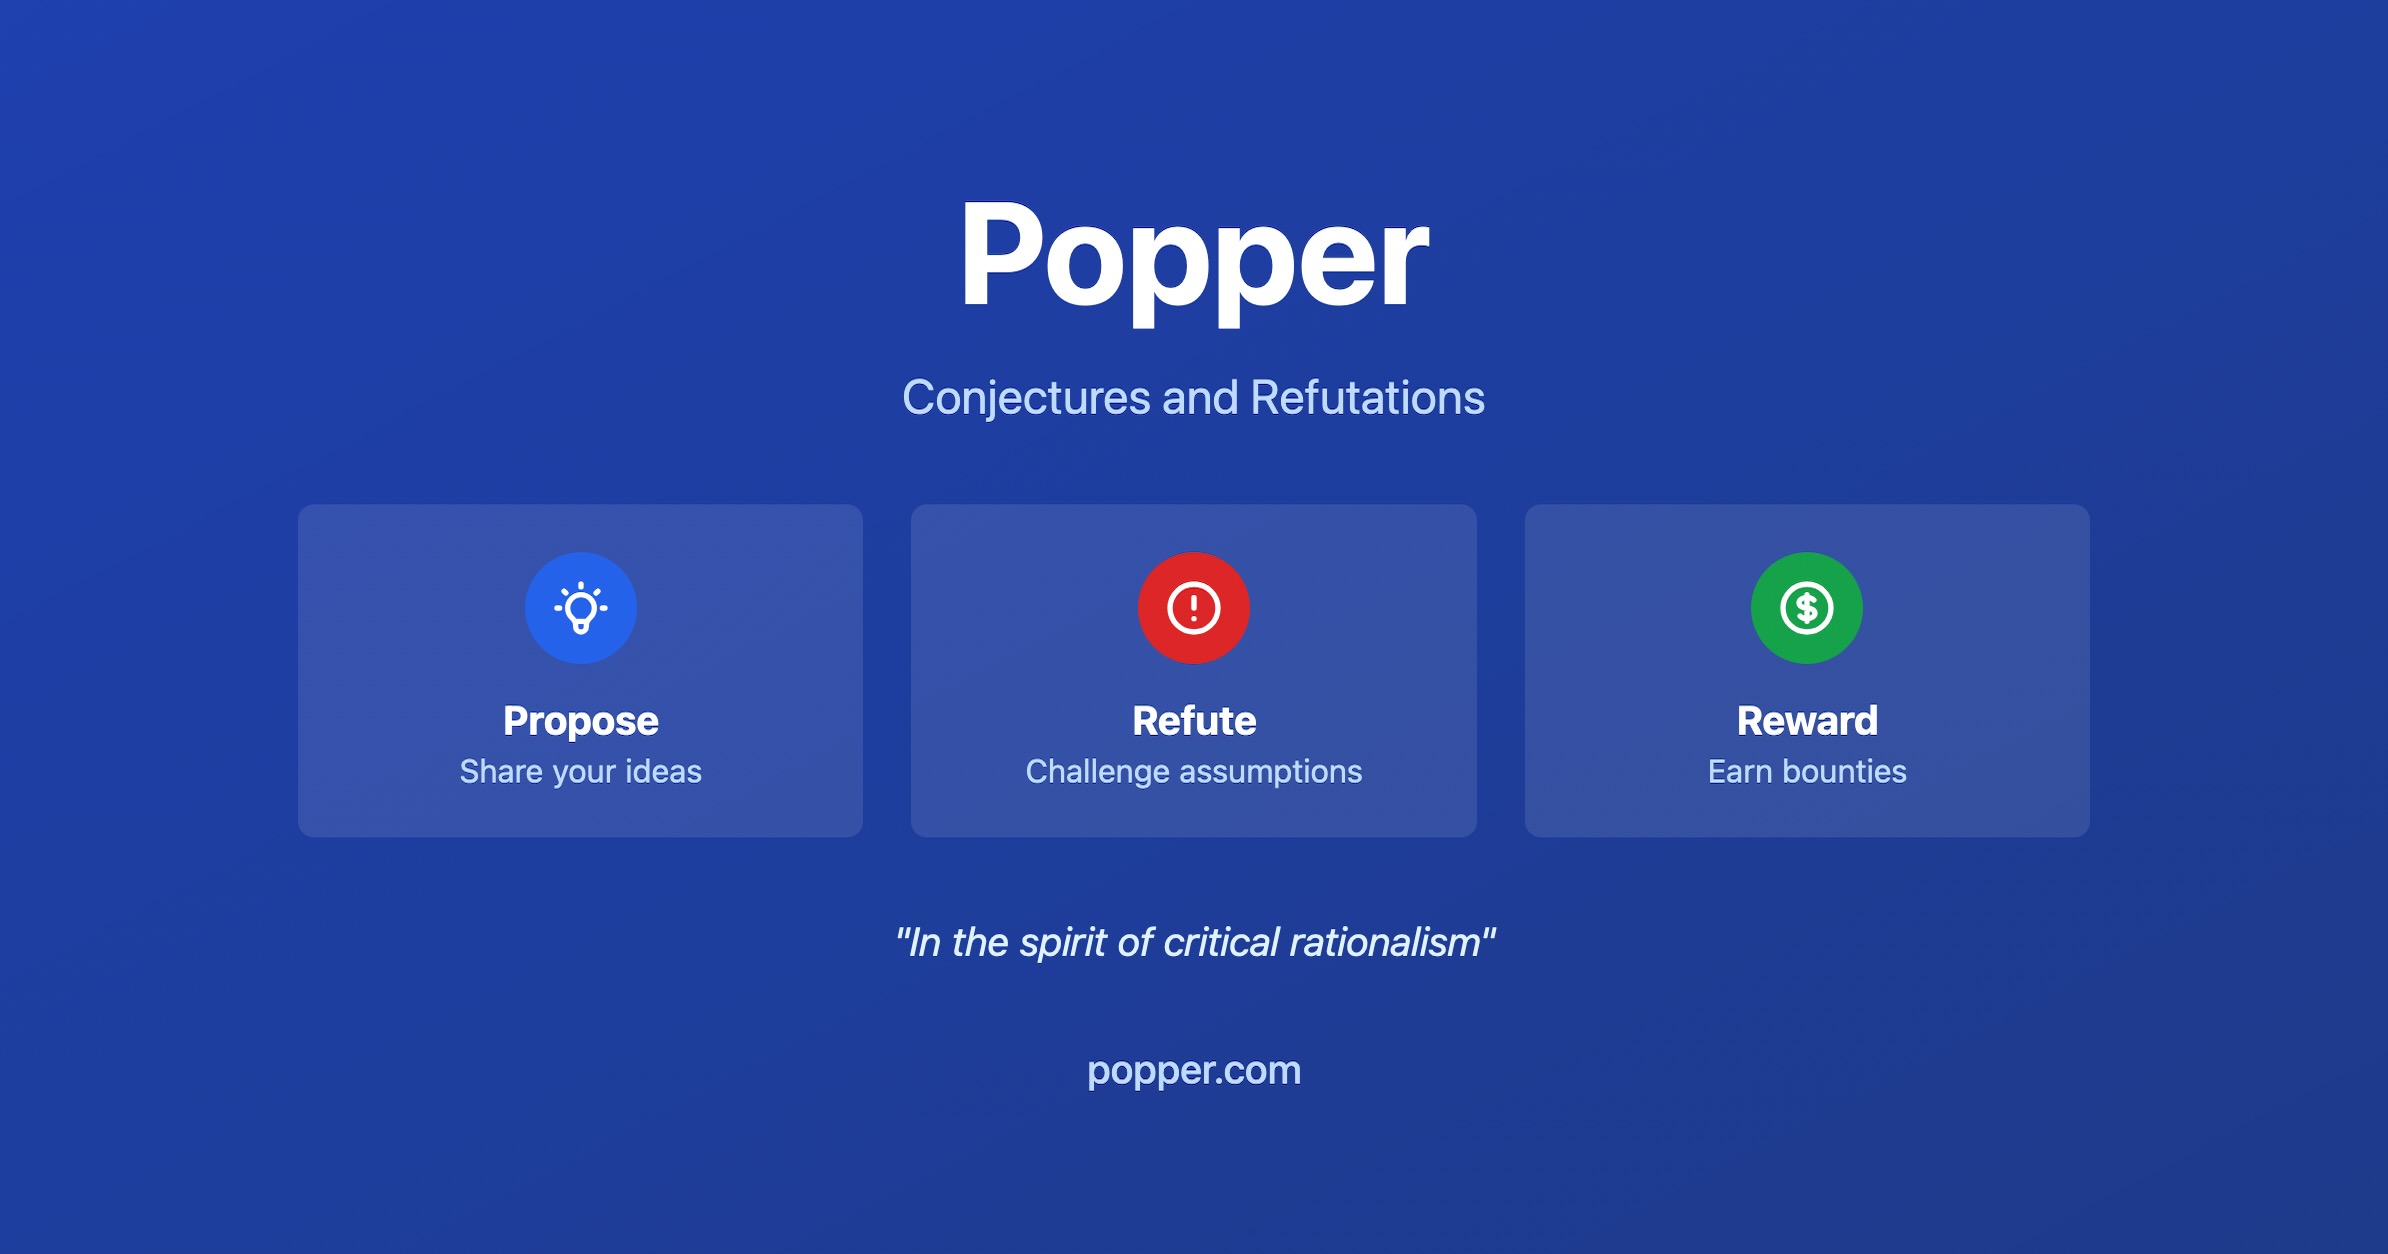 Popper
Conjectures and Refutations
Propose
Share your ideas
Refute
Challenge assumptions
Reward
Earn bounties
"In the spirit of critical rationalism"
popper.com